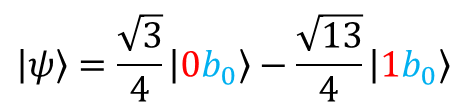 |ψ⟩ = √3/4 |0b₀⟩ − √13/4 |1b₀⟩